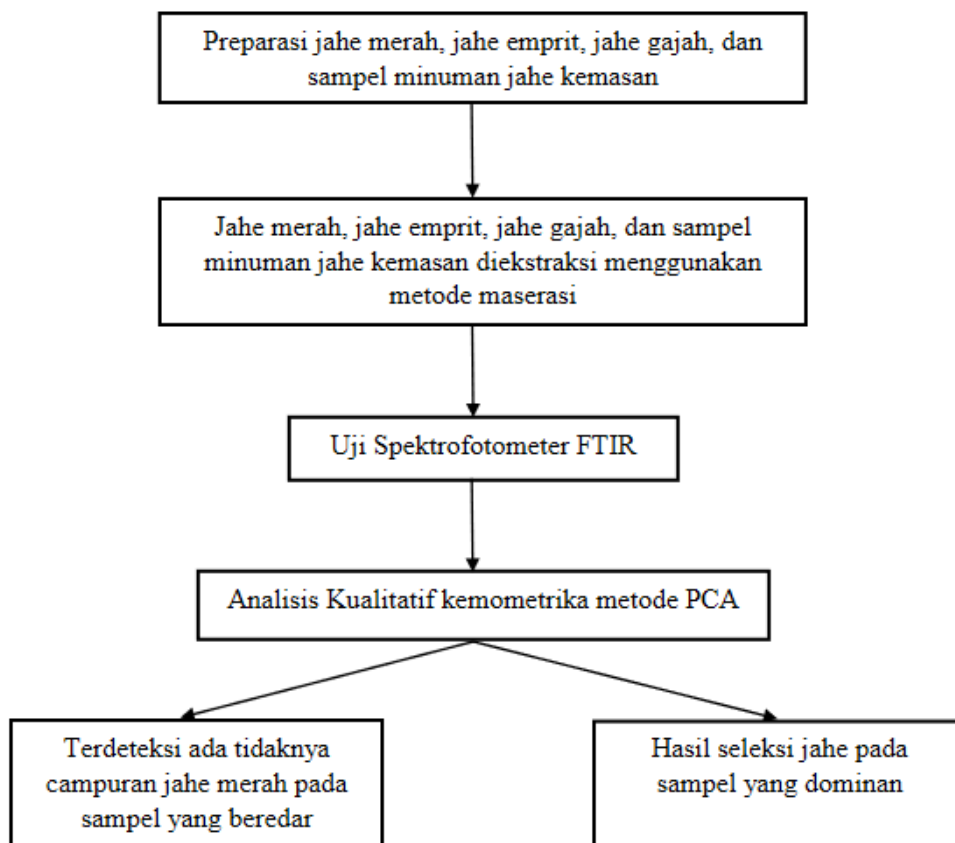 Preparasi jahe merah, jahe emprit, jahe gajah, dan
sampel minuman jahe kemasan
Jahe merah, jahe emprit, jahe gajah, dan sampel
minuman jahe kemasan diekstraksi menggunakan
metode maserasi
Uji Spektrofotometer FTIR
Analisis Kualitatif kemometrika metode PCA
Terdeteksi ada tidaknya
campuran jahe merah pada
sampel yang beredar
Hasil seleksi jahe pada
sampel yang dominan